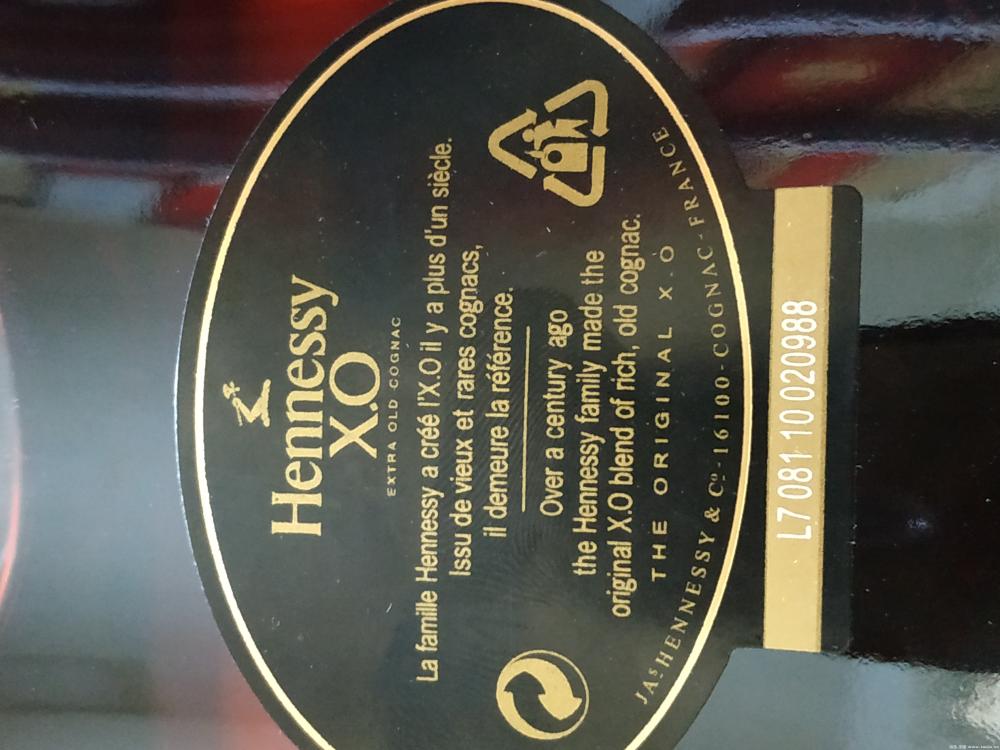 Hennessy
X.O
EXTRA OLD COGNAC
La famille Hennessy a créé l'X.O il y a plus d'un siècle.
Issu de vieux et rares cognacs,
il demeure la référence.
Over a century ago
the Hennessy family made the
original X.O blend of rich, old cognac.
THE ORIGINAL X.O
JAS HENNESSY & Cº-16100-COGNAC-FRANCE
L7 081 10 020988